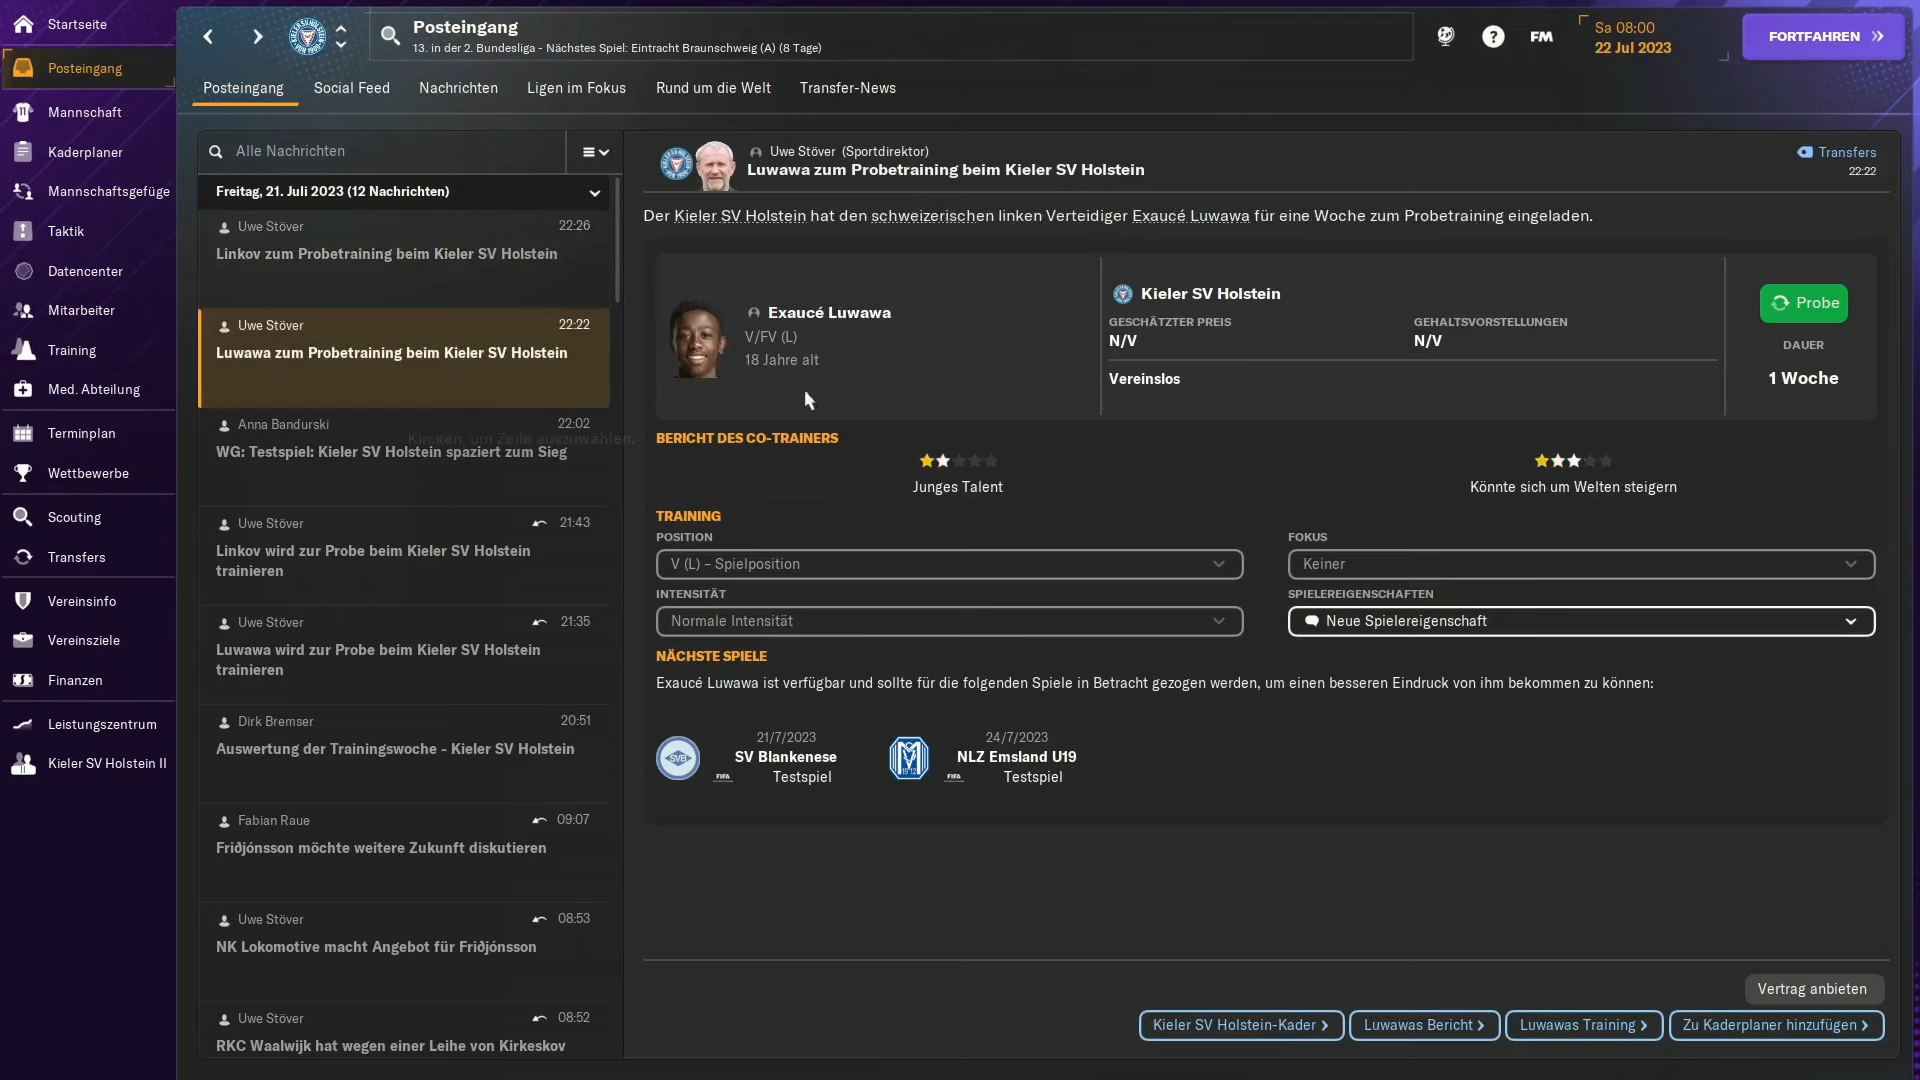 Startseite
Posteingang
Mannschaft
Kaderplaner
Mannschaftsgefüge
Taktik
Datencenter
Mitarbeiter
Training
Med. Abteilung
Terminplan
Wettbewerbe
Scouting
Transfers
Vereinsinfo
Vereinsziele
Finanzen
Leistungszentrum
Kieler SV Holstein II
Posteingang
13. in der 2. Bundesliga - Nächstes Spiel: Eintracht Braunschweig (A) (8 Tage)
FM
Sa 08:00
22 Jul 2023
FORTFAHREN
Posteingang Social Feed Nachrichten Ligen im Fokus Rund um die Welt Transfer-News
Alle Nachrichten
Freitag, 21. Juli 2023 (12 Nachrichten)
Uwe Stöver 22:26
Linkov zum Probetraining beim Kieler SV Holstein
Uwe Stöver 22:22
Luwawa zum Probetraining beim Kieler SV Holstein
Anna Bandurski 22:02
Klicken, um Zeile auszuwählen.
WG: Testspiel: Kieler SV Holstein spaziert zum Sieg
Uwe Stöver 21:43
Linkov wird zur Probe beim Kieler SV Holstein
trainieren
Uwe Stöver 21:35
Luwawa wird zur Probe beim Kieler SV Holstein
trainieren
Dirk Bremser 20:51
Auswertung der Trainingswoche - Kieler SV Holstein
Fabian Raue 09:07
Friðjónsson möchte weitere Zukunft diskutieren
Uwe Stöver 08:53
NK Lokomotive macht Angebot für Friðjónsson
Uwe Stöver 08:52
RKC Waalwijk hat wegen einer Leihe von Kirkeskov
Uwe Stöver (Sportdirektor)
Luwawa zum Probetraining beim Kieler SV Holstein
Transfers
22:22
Der Kieler SV Holstein hat den schweizerischen linken Verteidiger Exaucé Luwawa für eine Woche zum Probetraining eingeladen.
Exaucé Luwawa
V/FV (L)
18 Jahre alt
Kieler SV Holstein
GESCHÄTZTER PREIS GEHALTSVORSTELLUNGEN
N/V N/V
Vereinslos
Probe
DAUER
1 Woche
BERICHT DES CO-TRAINERS
Junges Talent Könnte sich um Welten steigern
TRAINING
POSITION FOKUS
V (L) – Spielposition Keiner
INTENSITÄT SPIELEREIGENSCHAFTEN
Normale Intensität Neue Spielereigenschaft
NÄCHSTE SPIELE
Exaucé Luwawa ist verfügbar und sollte für die folgenden Spiele in Betracht gezogen werden, um einen besseren Eindruck von ihm bekommen zu können:
21/7/2023 24/7/2023
SV Blankenese NLZ Emsland U19
FIFA Testspiel FIFA Testspiel
Vertrag anbieten
Kieler SV Holstein-Kader Luwawas Bericht Luwawas Training Zu Kaderplaner hinzufügen